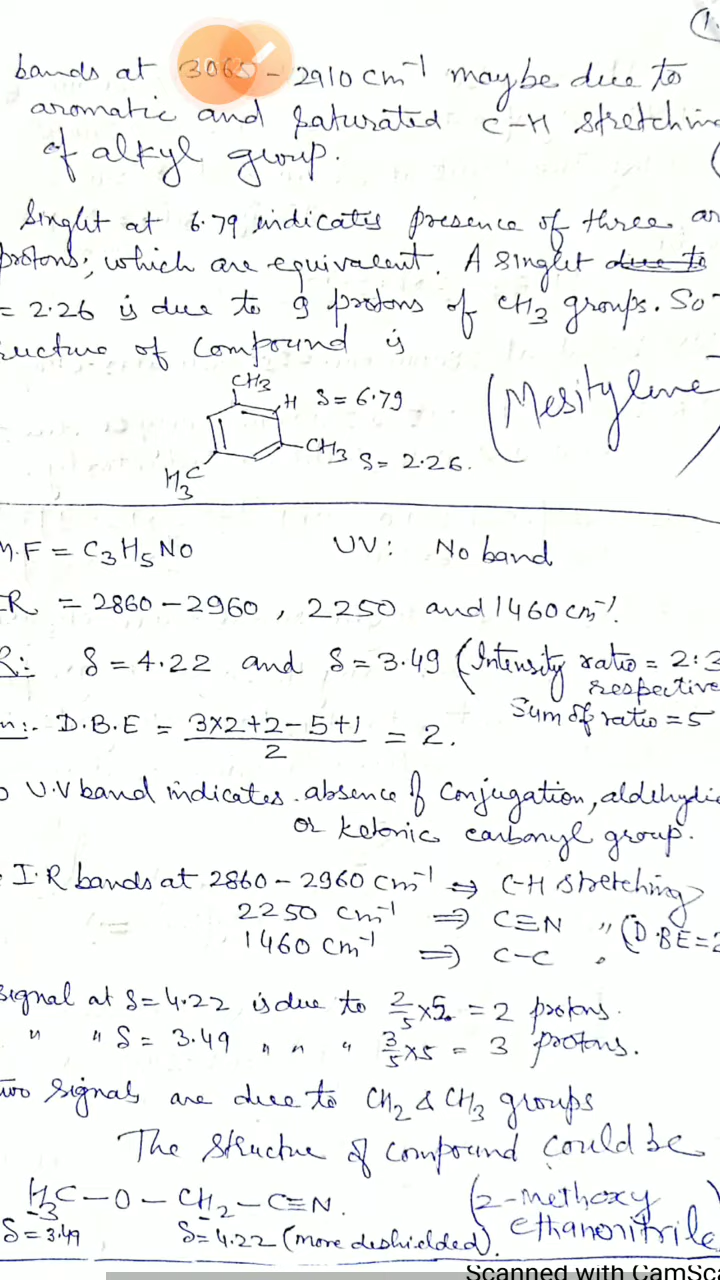 (1.
bands at 3065 - 2910 cm⁻¹ maybe due to
aromatic and saturated C-H stretching
of alkyl group.
Singlet at 6.79 indicates presence of three ar
protons, which are equivalent. A singlet due to
= 2.26 is due to 9 protons of CH3 groups. So
ructure of compound is
CH3
H δ = 6.79
(Mesitylene
CH3 δ = 2.26.
H3C
M.F = C3H5NO UV: No band
IR = 2860-2960, 2250 and 1460 cm⁻¹.
R: δ = 4.22 and δ = 3.49 (Intensity ratio = 2:3
respective
Sum of ratio = 5
n:- D.B.E = (3×2+2-5+1)/2 = 2.
o U.V band indicates absence of conjugation, aldehydic
or ketonic carbonyl group.
I.R bands at 2860-2960 cm⁻¹ ⇒ C-H stretching
2250 cm⁻¹ ⇒ C≡N " (D.BE=2
1460 cm⁻¹ ⇒ C-C "
signal at δ = 4.22 is due to 2/5 ×5 = 2 protons.
" " δ = 3.49 " " " 3/5 ×5 = 3 protons.
Two signals are due to CH2 & CH3 groups
The Structure of compound could be
H3C-O-CH2-C≡N. (2-methoxy
ethanonitrile
δ = 3.49 δ = 4.22 (more deshielded).
Scanned with CamSca